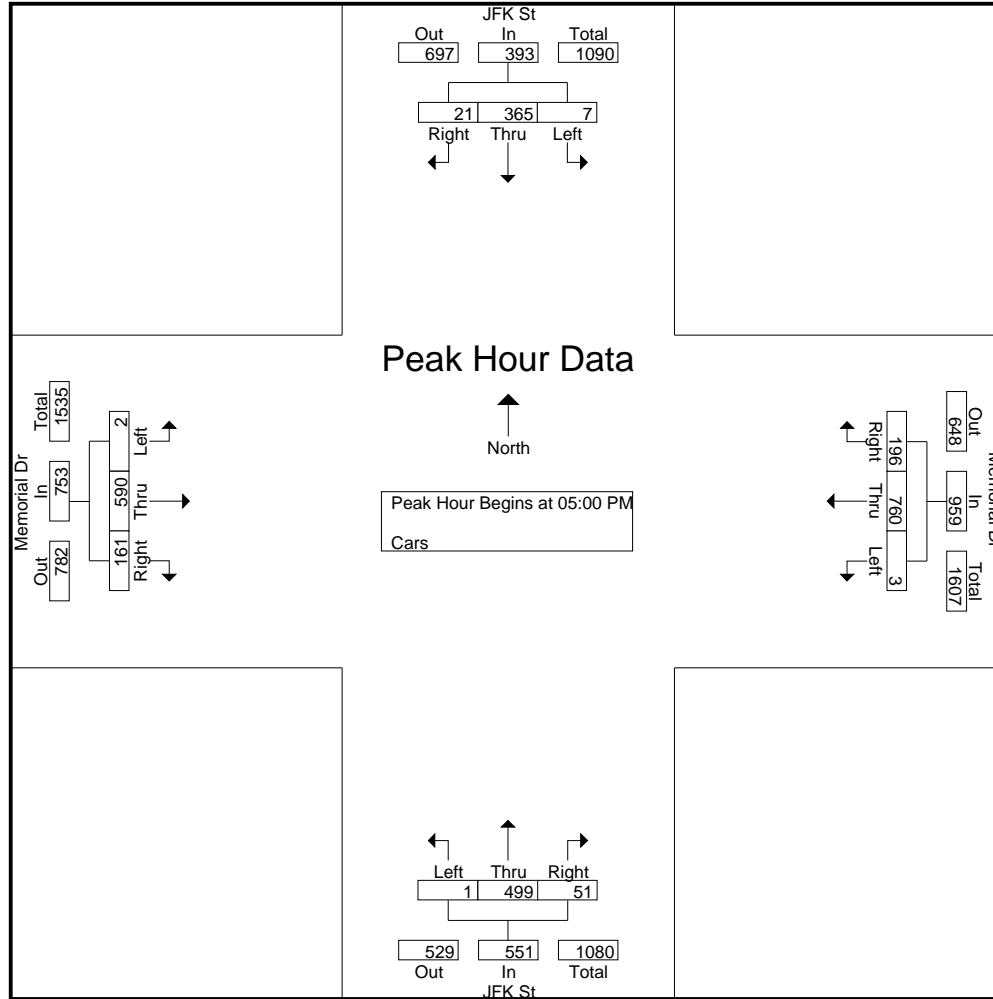 JFK St
Out In Total
697 393 1090
21 365 7
Right Thru Left
Peak Hour Data
North
Peak Hour Begins at 05:00 PM
Cars
Memorial Dr
Out In Total
782 753 1535
Left Thru Right
2 590 161
Memorial Dr
Out In Total
648 959 1607
Right Thru Left
196 760 3
Left Thru Right
1 499 51
529 551 1080
Out In Total
JFK St